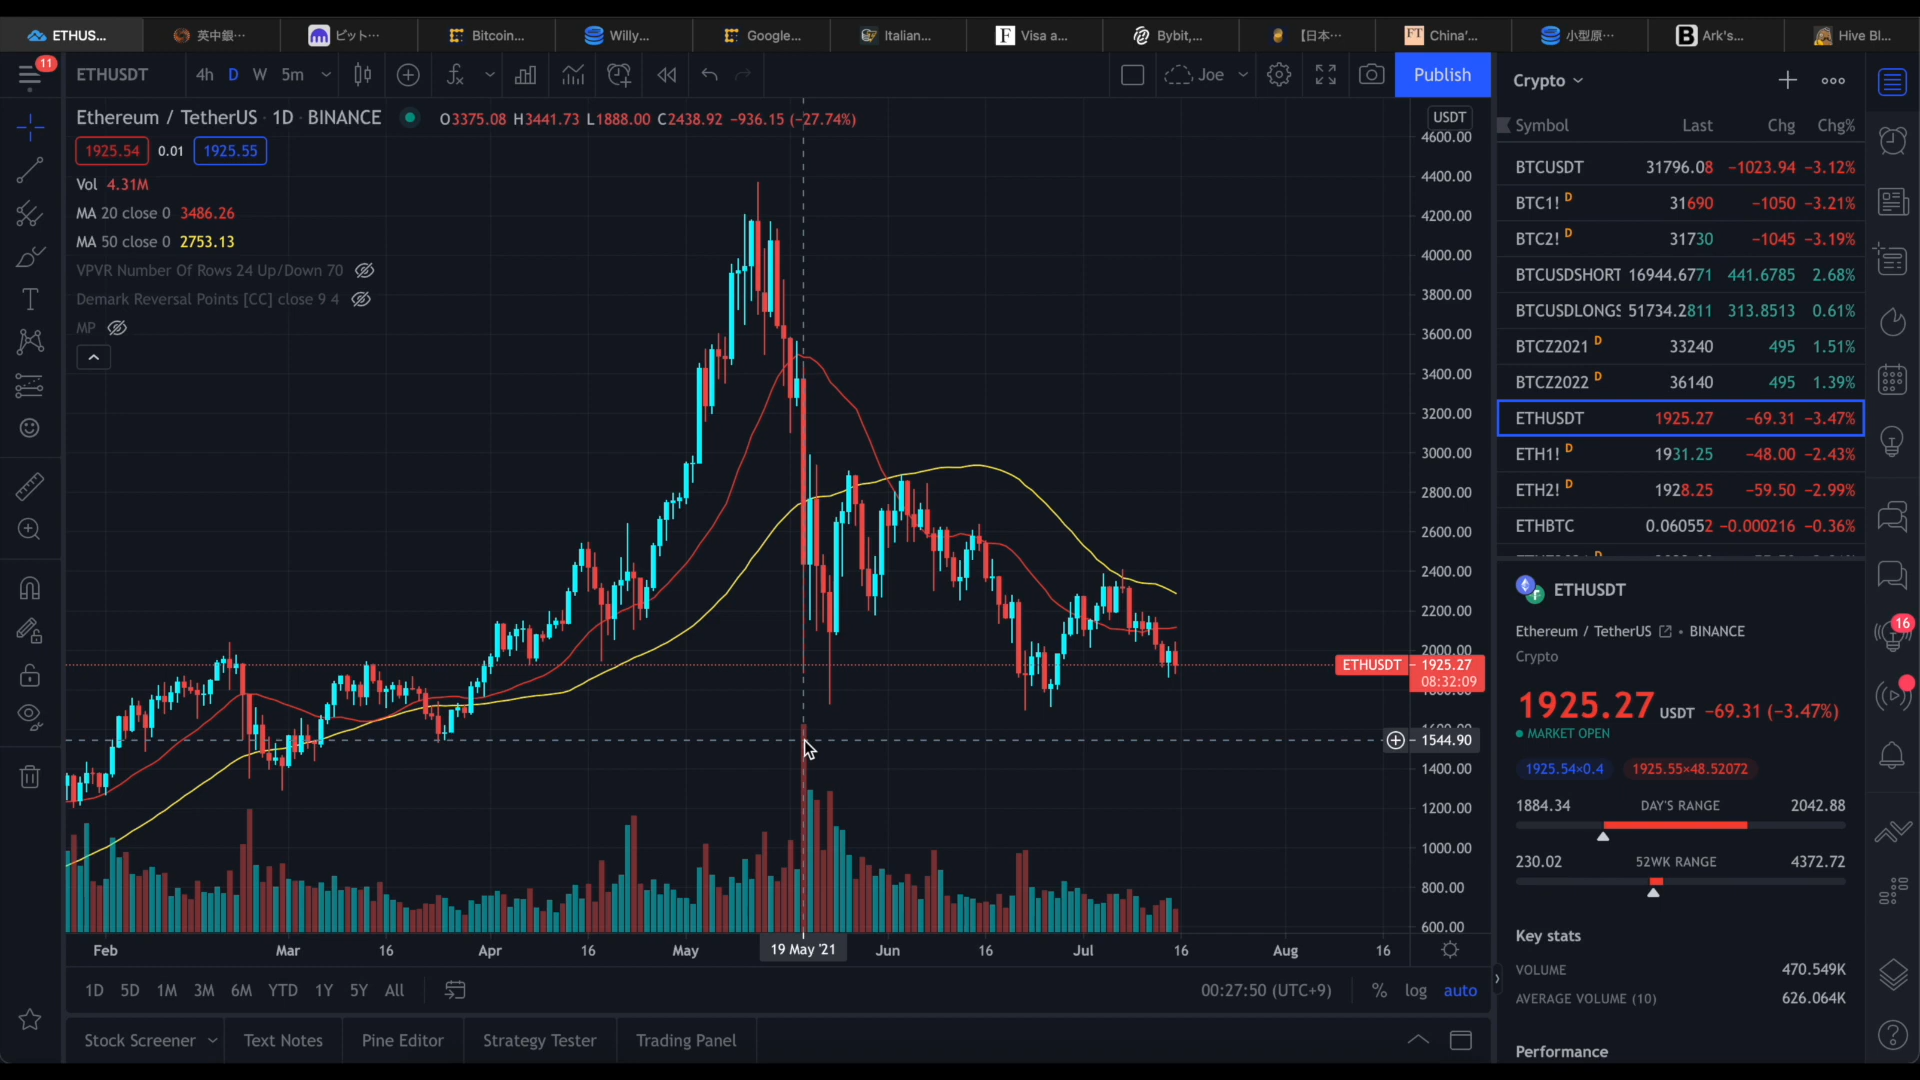 ETHUS...
英中銀…
ビット…
Bitcoin...
Willy...
Google...
Italian...
Visa a...
Bybit,...
【日本…
China'...
小型原…
Ark's...
Hive Bl...
11
ETHUSDT
4h
D
W
5m
Joe
Publish
Ethereum / TetherUS · 1D · BINANCE
O3375.08 H3441.73 L1888.00 C2438.92 −936.15 (−27.74%)
1925.54
0.01
1925.55
Vol 4.31M
MA 20 close 0 3486.26
MA 50 close 0 2753.13
VPVR Number Of Rows 24 Up/Down 70
Demark Reversal Points [CC] close 9 4
MP
USDT
4600.00
4400.00
4200.00
4000.00
3800.00
3600.00
3400.00
3200.00
3000.00
2800.00
2600.00
2400.00
2200.00
2000.00
ETHUSDT
1925.27
08:32:09
1544.90
1400.00
1200.00
1000.00
800.00
600.00
Feb
Mar
16
Apr
16
May
19 May '21
Jun
16
Jul
16
Aug
16
1D
5D
1M
3M
6M
YTD
1Y
5Y
All
00:27:50 (UTC+9)
%
log
auto
Stock Screener
Text Notes
Pine Editor
Strategy Tester
Trading Panel
Crypto
Symbol Last Chg Chg%
BTCUSDT 31796.08 −1023.94 −3.12%
BTC1! D 31690 −1050 −3.21%
BTC2! D 31730 −1045 −3.19%
BTCUSDSHORT 16944.6771 441.6785 2.68%
BTCUSDLONGS 51734.2811 313.8513 0.61%
BTCZ2021 D 33240 495 1.51%
BTCZ2022 D 36140 495 1.39%
ETHUSDT 1925.27 −69.31 −3.47%
ETH1! D 1931.25 −48.00 −2.43%
ETH2! D 1928.25 −59.50 −2.99%
ETHBTC 0.060552 −0.000216 −0.36%
ETHUSDT
Ethereum / TetherUS • BINANCE
Crypto
1925.27 USDT −69.31 (−3.47%)
MARKET OPEN
1925.54×0.4
1925.55×48.52072
1884.34 DAY'S RANGE 2042.88
230.02 52WK RANGE 4372.72
Key stats
VOLUME 470.549K
AVERAGE VOLUME (10) 626.064K
Performance
16